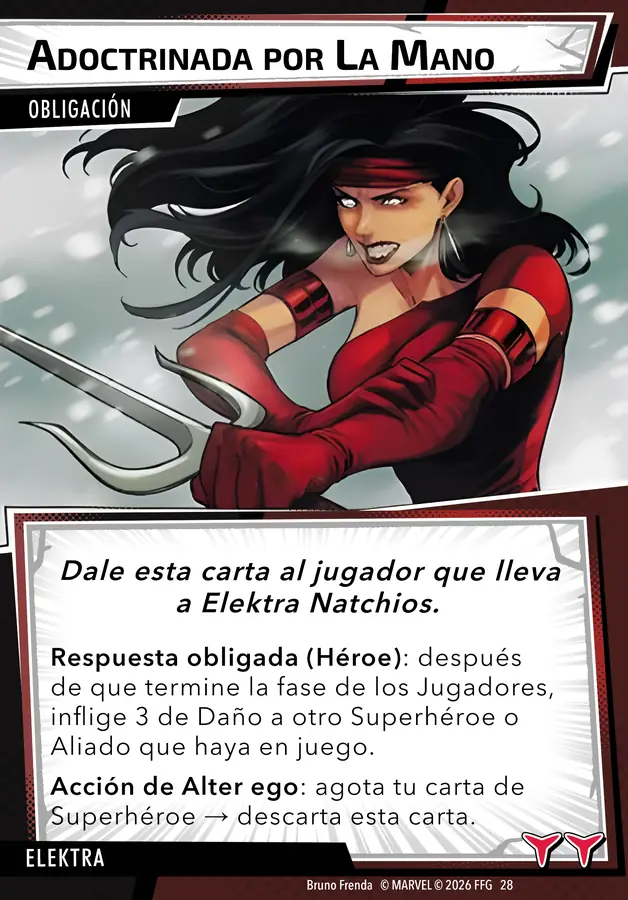 Adoctrinada por La Mano
OBLIGACIÓN
Dale esta carta al jugador que lleva
a Elektra Natchios.
Respuesta obligada (Héroe): después
de que termine la fase de los Jugadores,
inflige 3 de Daño a otro Superhéroe o
Aliado que haya en juego.
Acción de Alter ego: agota tu carta de
Superhéroe → descarta esta carta.
ELEKTRA
Bruno Frenda © MARVEL © 2026 FFG 28